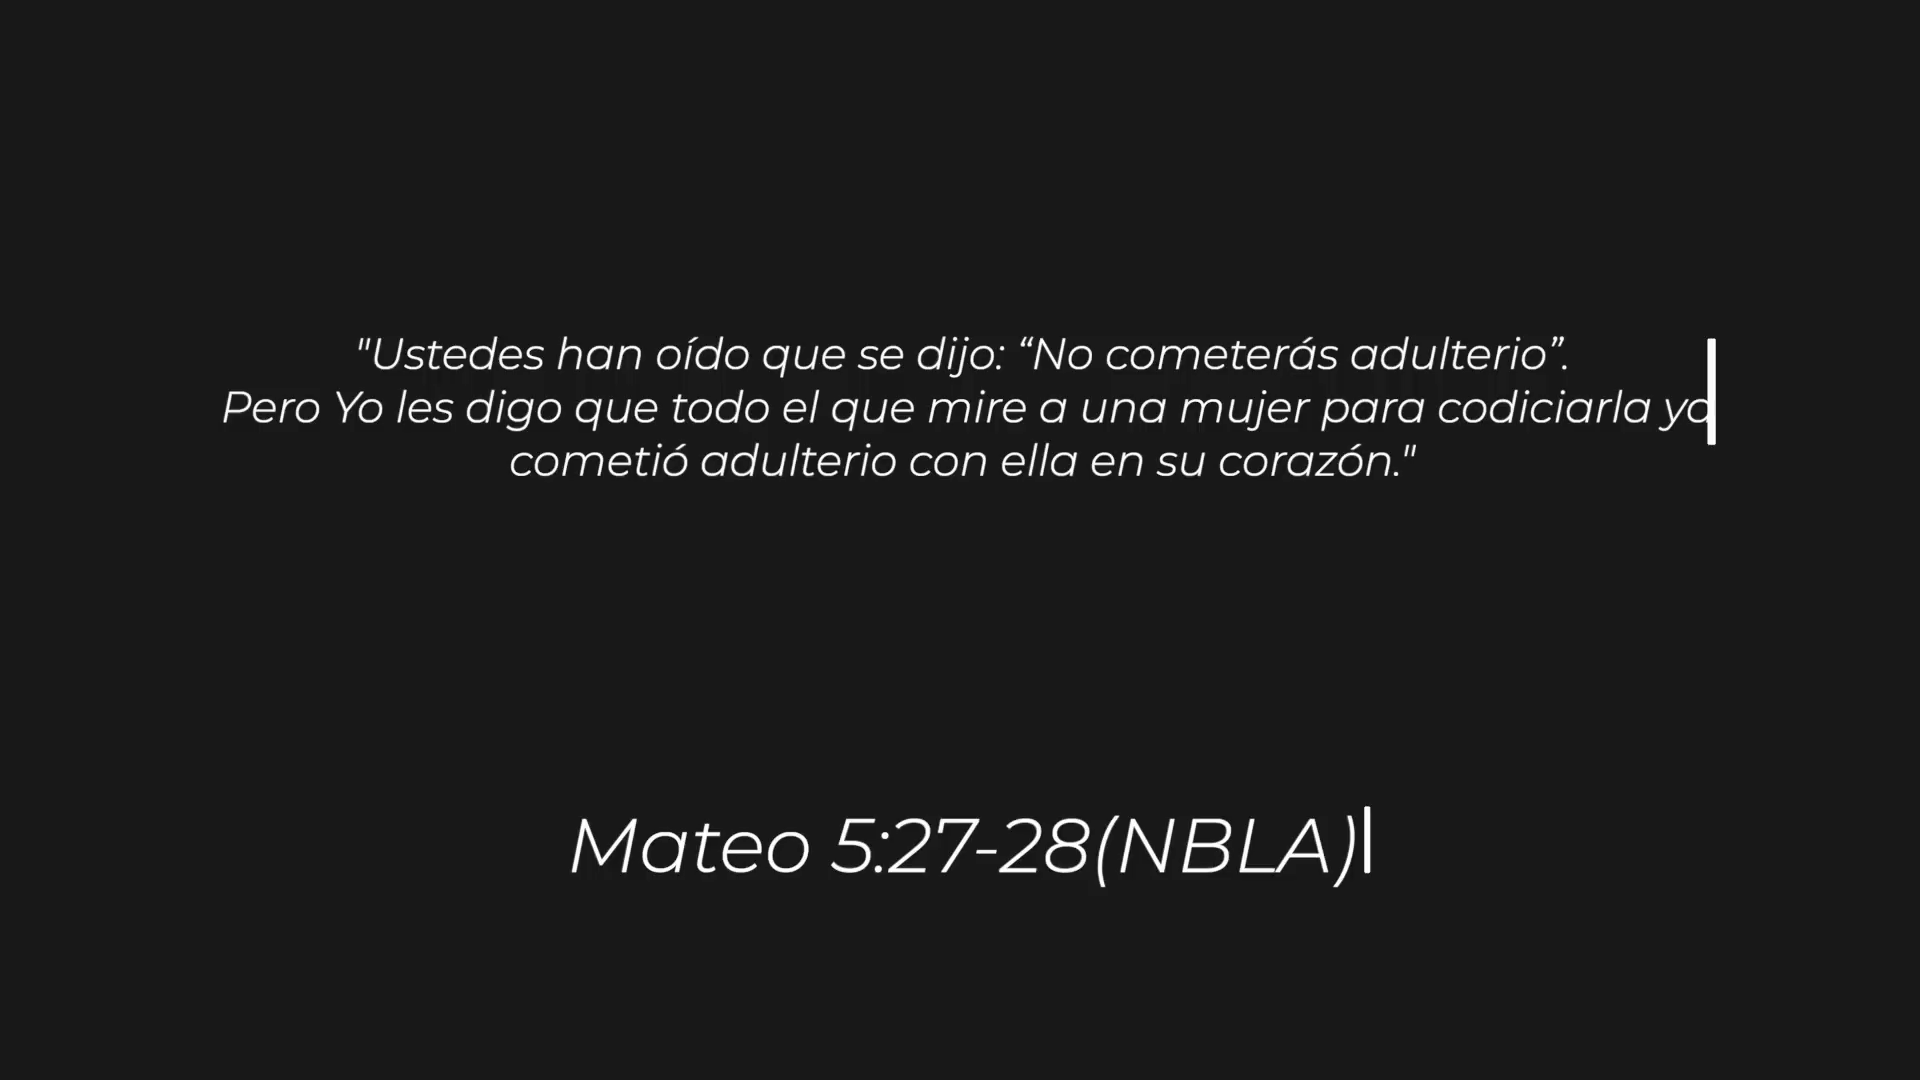 "Ustedes han oído que se dijo: “No cometerás adulterio”.
Pero Yo les digo que todo el que mire a una mujer para codiciarla ya
cometió adulterio con ella en su corazón."
Mateo 5:27-28(NBLA)